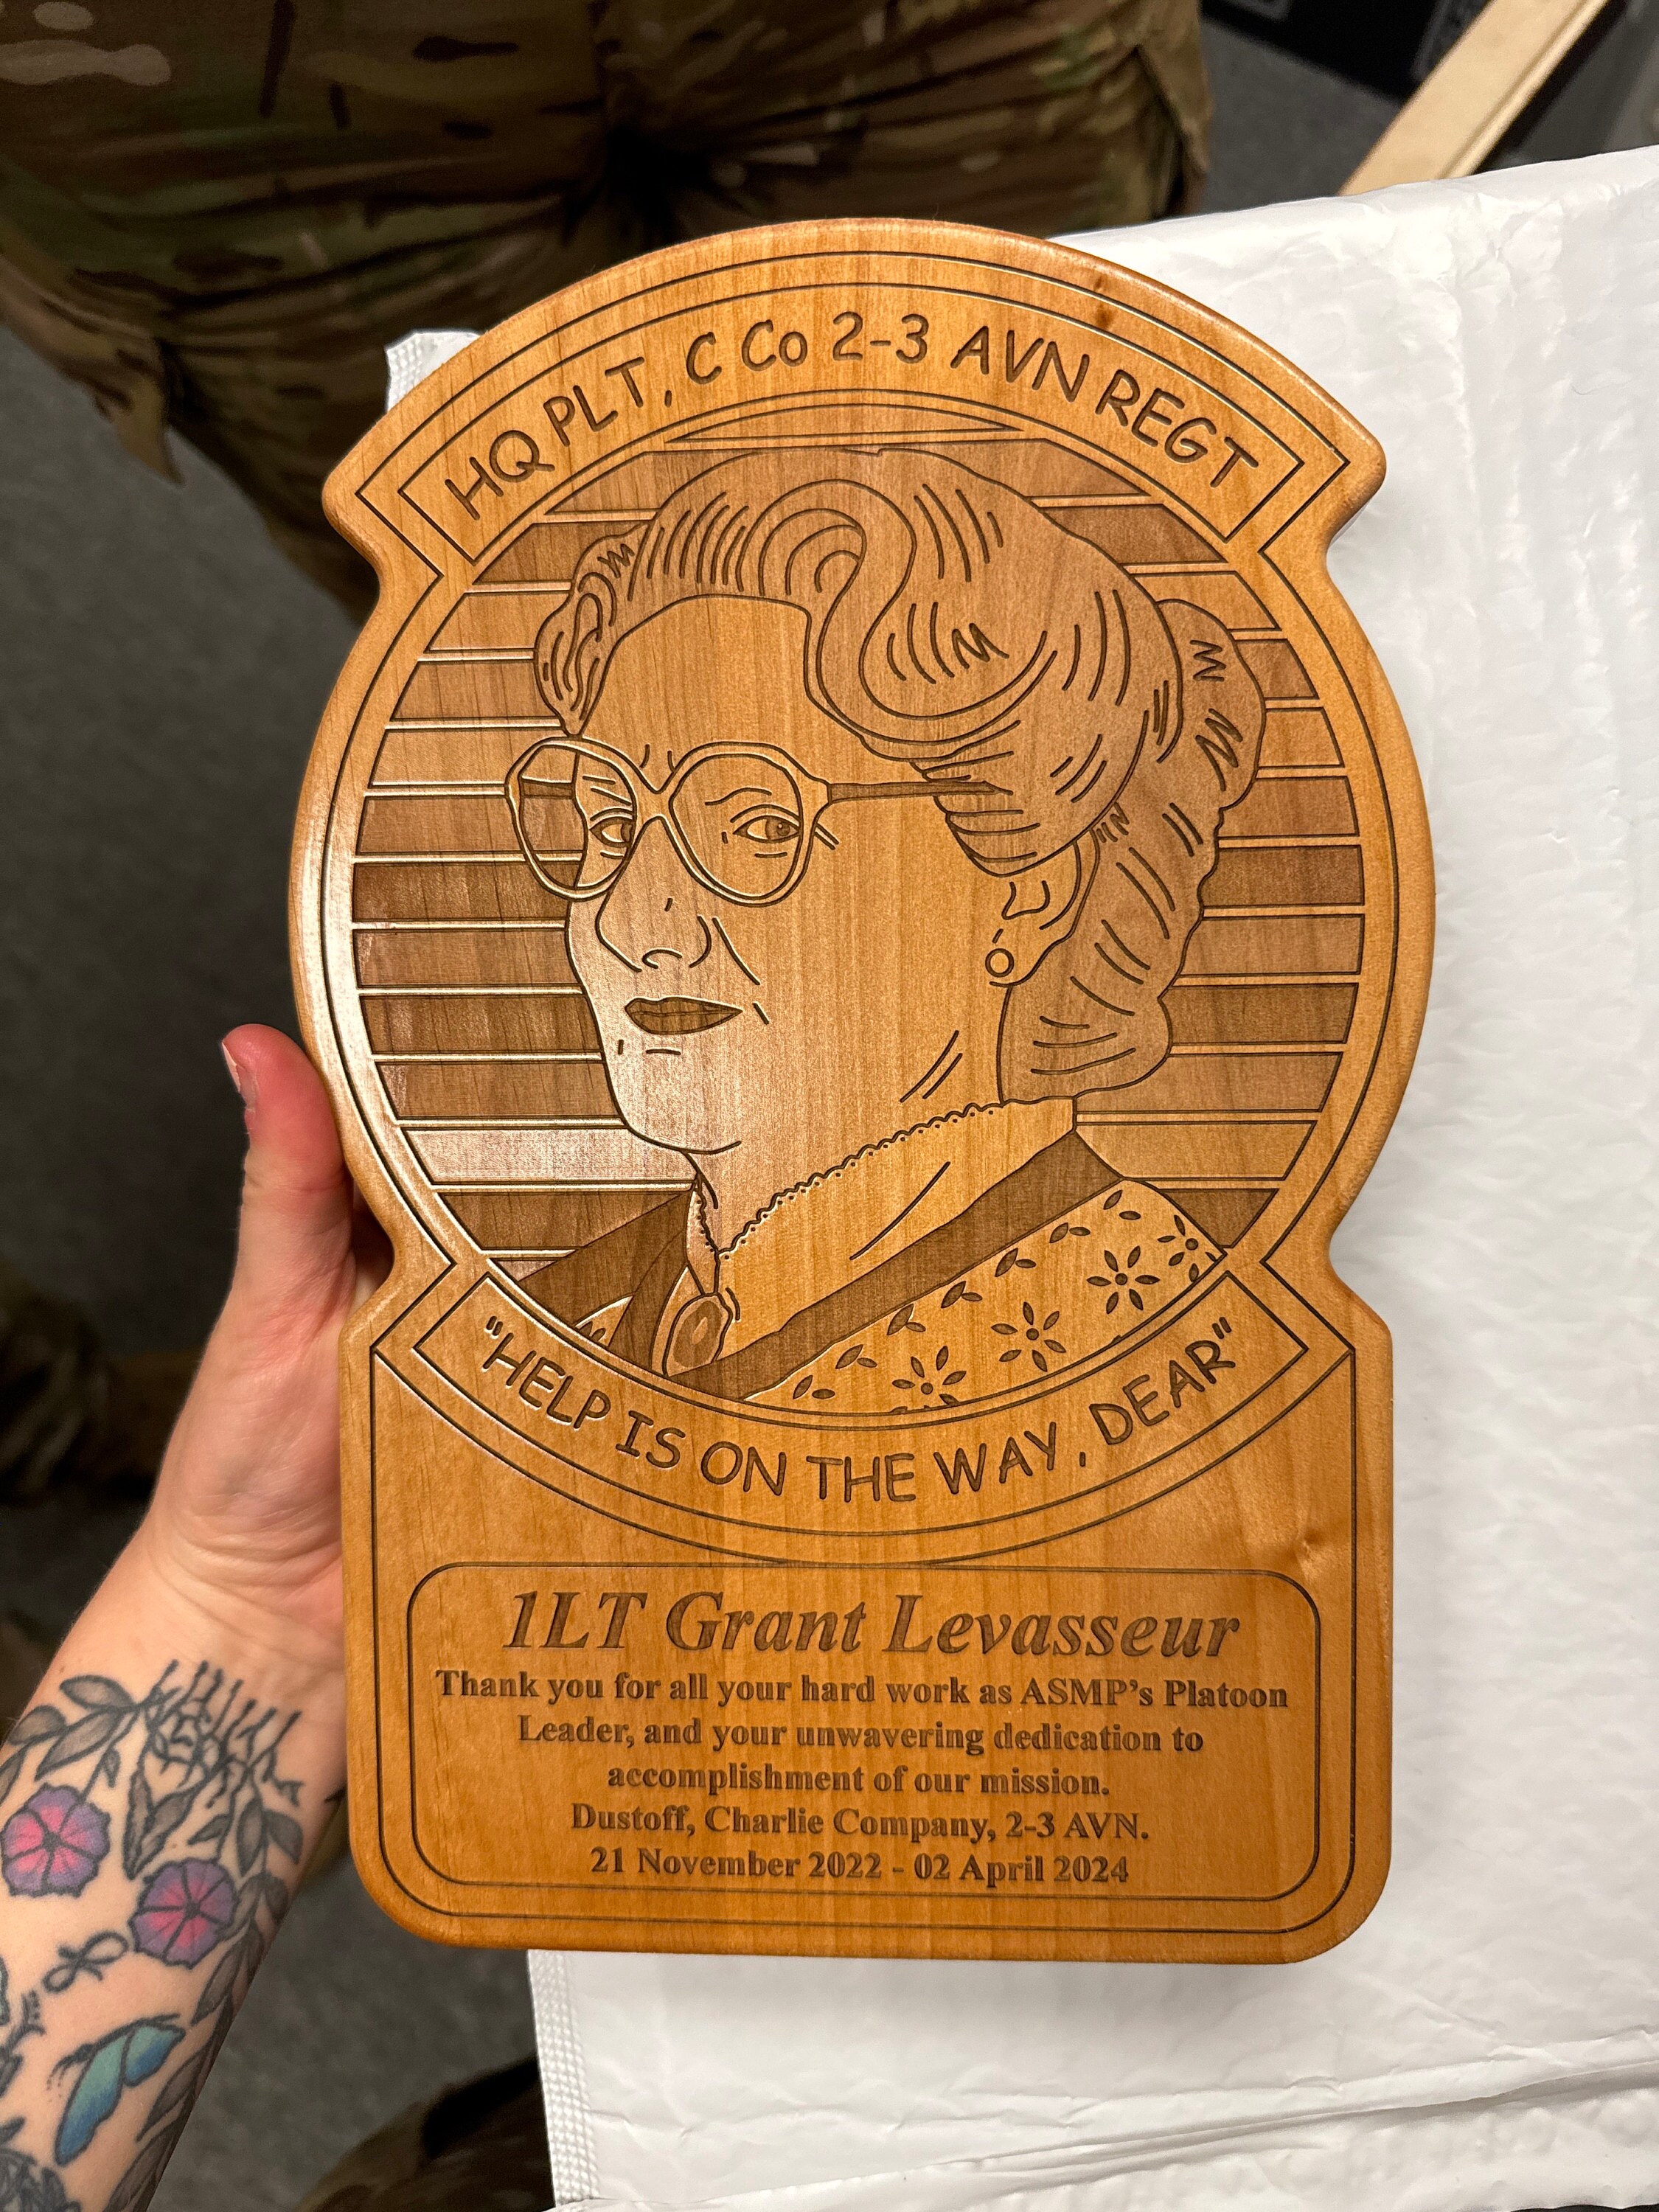 HQ PLT, C Co 2-3 AVN REGT
"HELP IS ON THE WAY, DEAR"
1LT Grant Levasseur
Thank you for all your hard work as ASMP's Platoon
Leader, and your unwavering dedication to
accomplishment of our mission.
Dustoff, Charlie Company, 2-3 AVN.
21 November 2022 - 02 April 2024